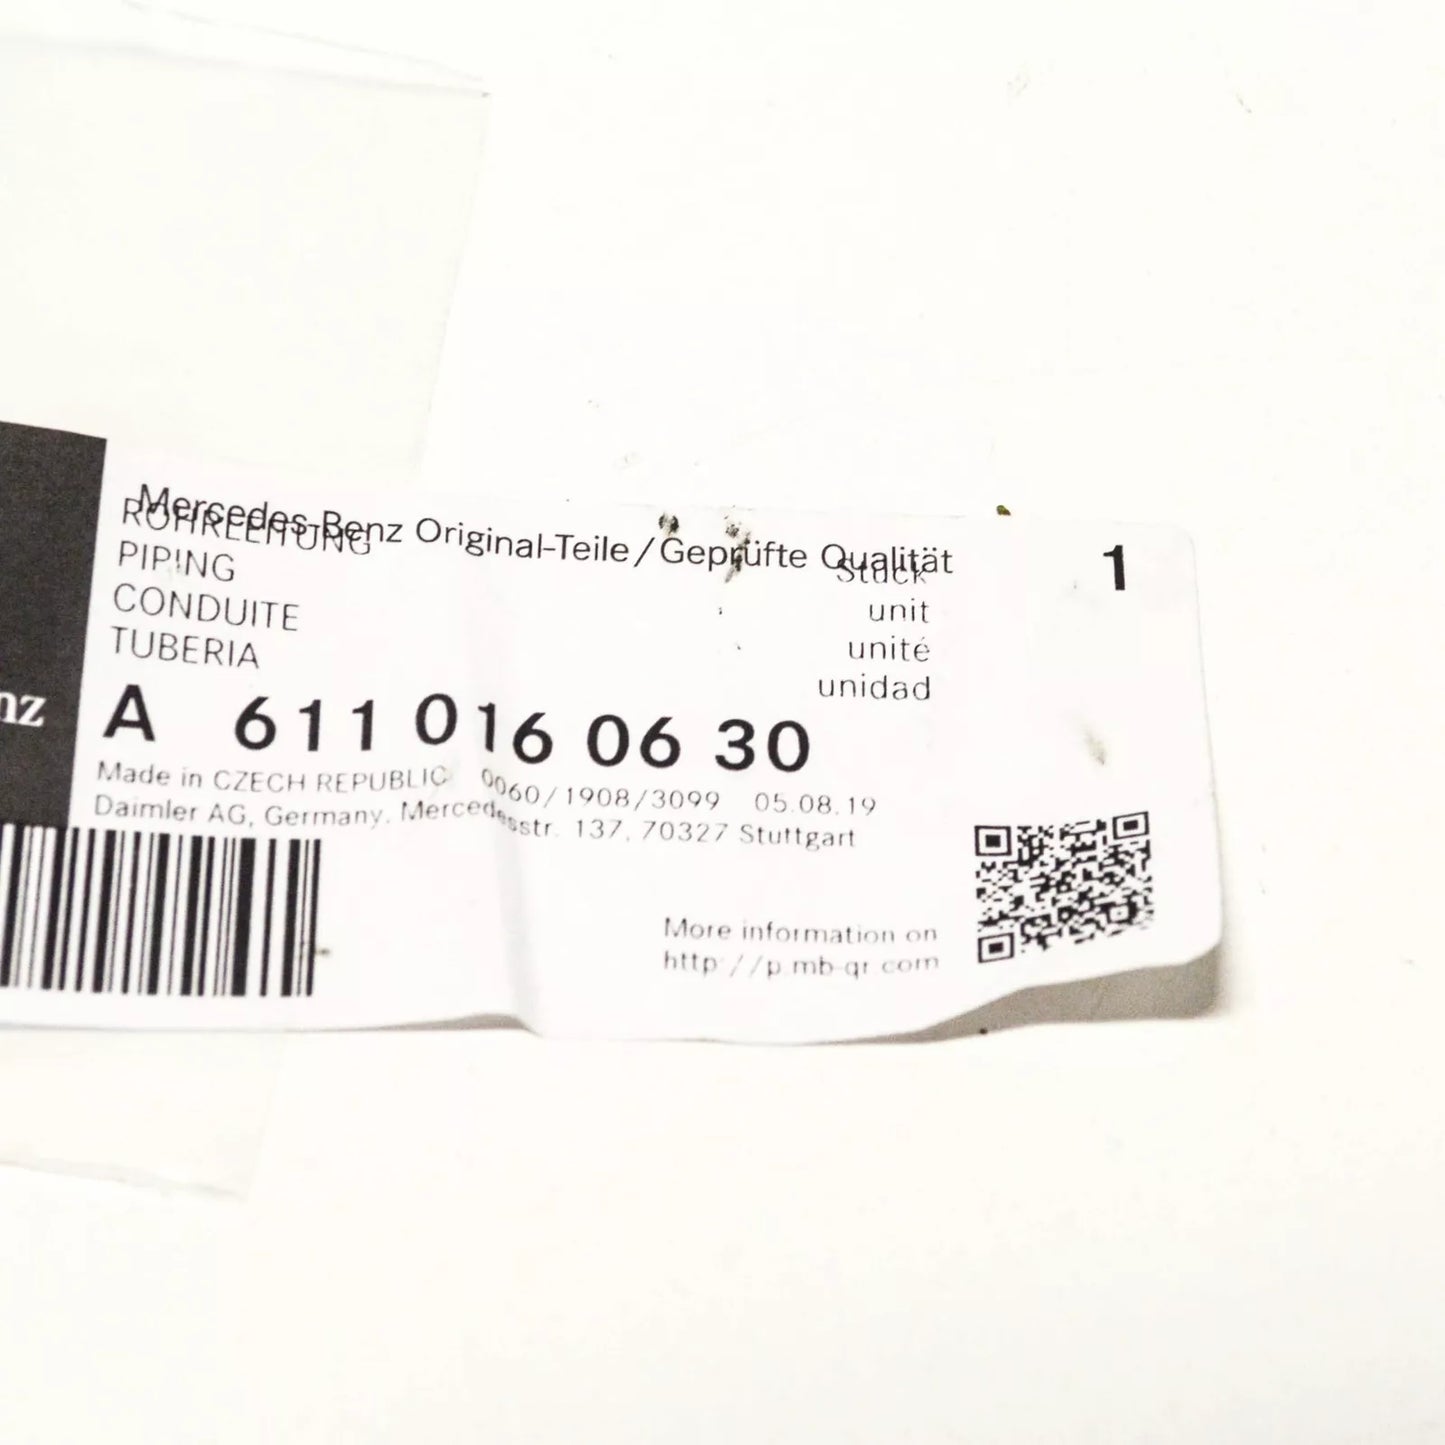 Mercedes-Benz Original-Teile/Geprüfte Qualität
ROHRLEITUNG
PIPING
CONDUITE
TUBERIA
Stück
unit
unité
unidad
1
nz
A 611 016 06 30
Made in CZECH REPUBLIC 0060/1908/3099 05.08.19
Daimler AG, Germany, Mercedesstr. 137, 70327 Stuttgart
More information on
http://p.mb-qr.com